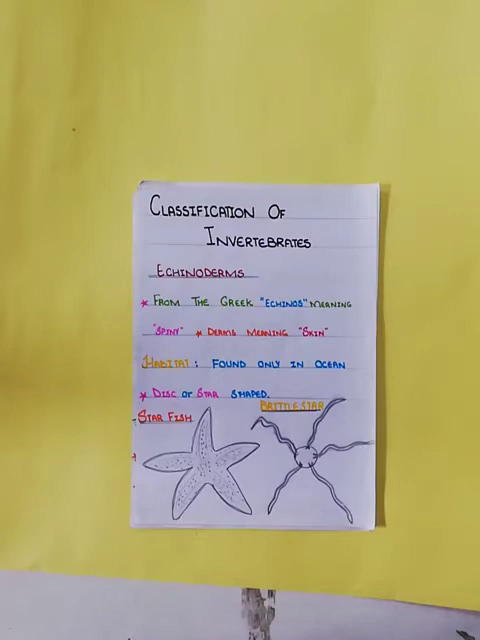 CLASSIFICATION OF
INVERTEBRATES
ECHINODERMS
* FROM THE GREEK "ECHINOS" MEANING
"SPINY" * DERMS MEANING "SKIN"
HABITAT: FOUND ONLY IN OCEAN
* DISC or STAR SHAPED.
BRITTLE STAR
STAR FISH